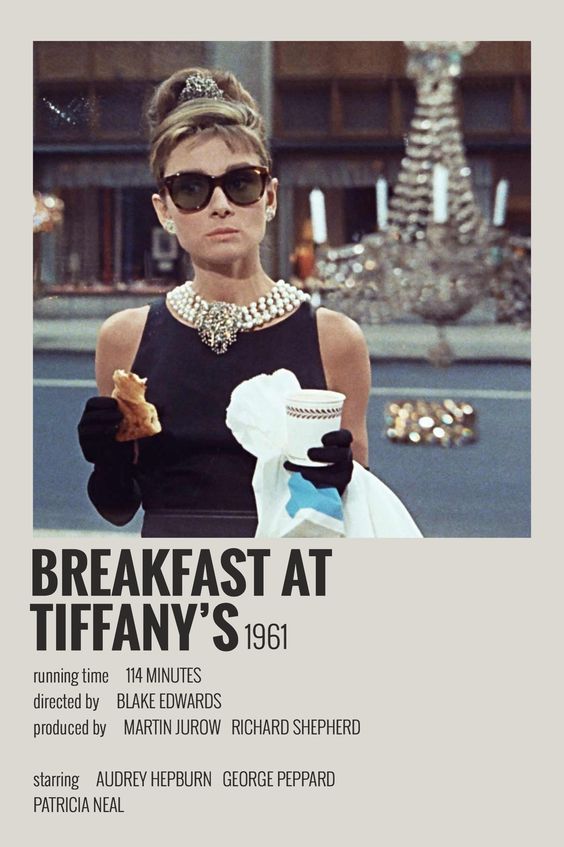 BREAKFAST AT
TIFFANY'S 1961
running time 114 MINUTES
directed by BLAKE EDWARDS
produced by MARTIN JUROW RICHARD SHEPHERD
starring AUDREY HEPBURN GEORGE PEPPARD
PATRICIA NEAL